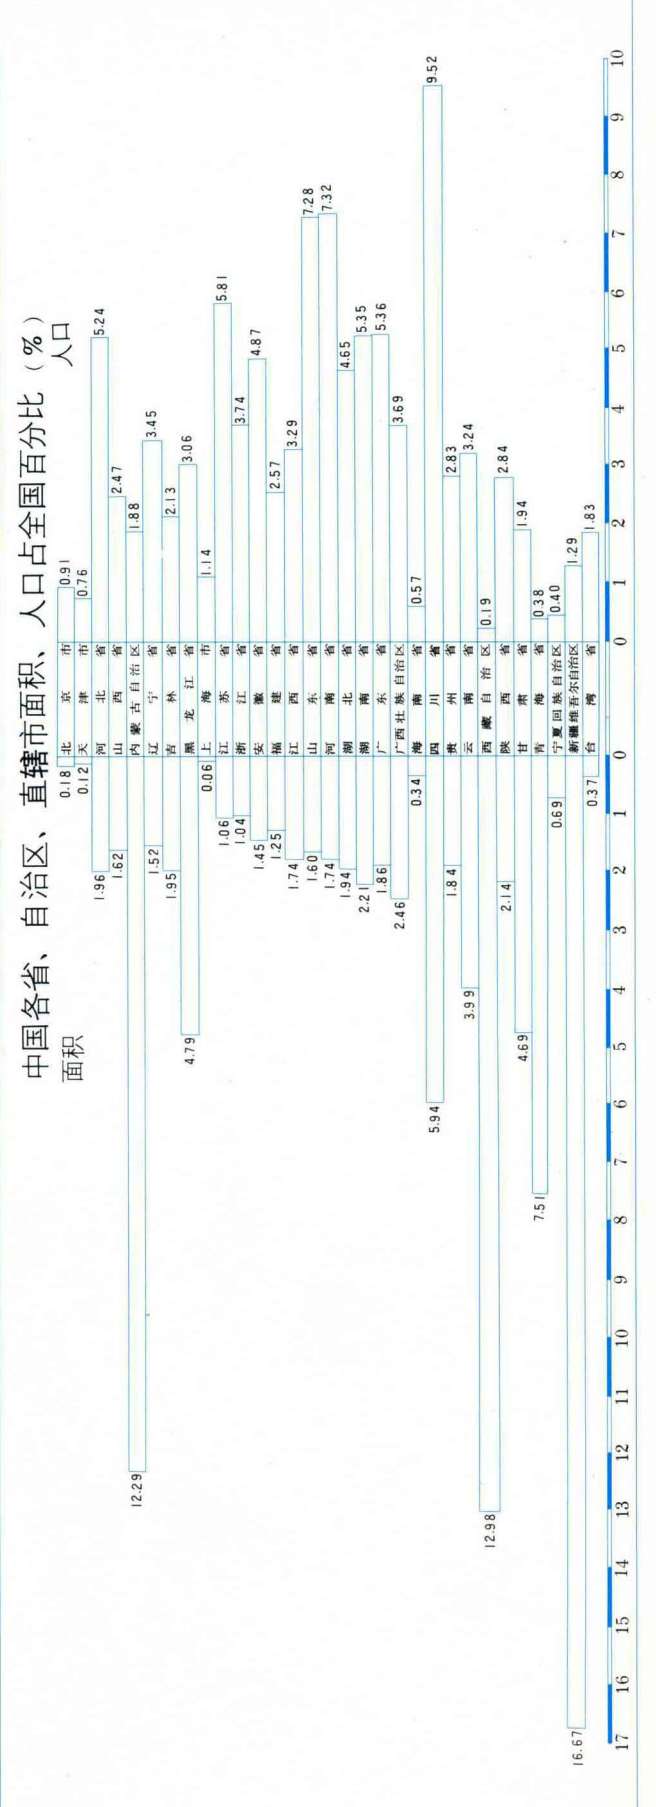 中国各省、自治区、直辖市面积、人口占全国百分比（%）
面积 人口
0.18 北京市 0.91
0.12 天津市 0.76
1.96 河北省 5.24
1.62 山西省 2.47
12.29 内蒙古自治区 1.88
1.52 辽宁省 3.45
1.95 吉林省 2.13
4.79 黑龙江省 3.06
0.06 上海市 1.14
1.06 江苏省 5.81
1.04 浙江省 3.74
1.45 安徽省 4.87
1.25 福建省 2.57
1.74 江西省 3.29
1.60 山东省 7.28
1.74 河南省 7.32
1.94 湖北省 4.65
2.21 湖南省 5.35
1.86 广东省 5.36
2.46 广西壮族自治区 3.69
0.34 海南省 0.57
5.94 四川省 9.52
1.84 贵州省 2.83
3.99 云南省 3.24
12.98 西藏自治区 0.19
2.14 陕西省 2.84
4.69 甘肃省 1.94
7.51 青海省 0.38
0.69 宁夏回族自治区 0.40
16.67 新疆维吾尔自治区 1.29
0.37 台湾省 1.83
17 16 15 14 13 12 11 10 9 8 7 6 5 4 3 2 1 0 0 1 2 3 4 5 6 7 8 9 10